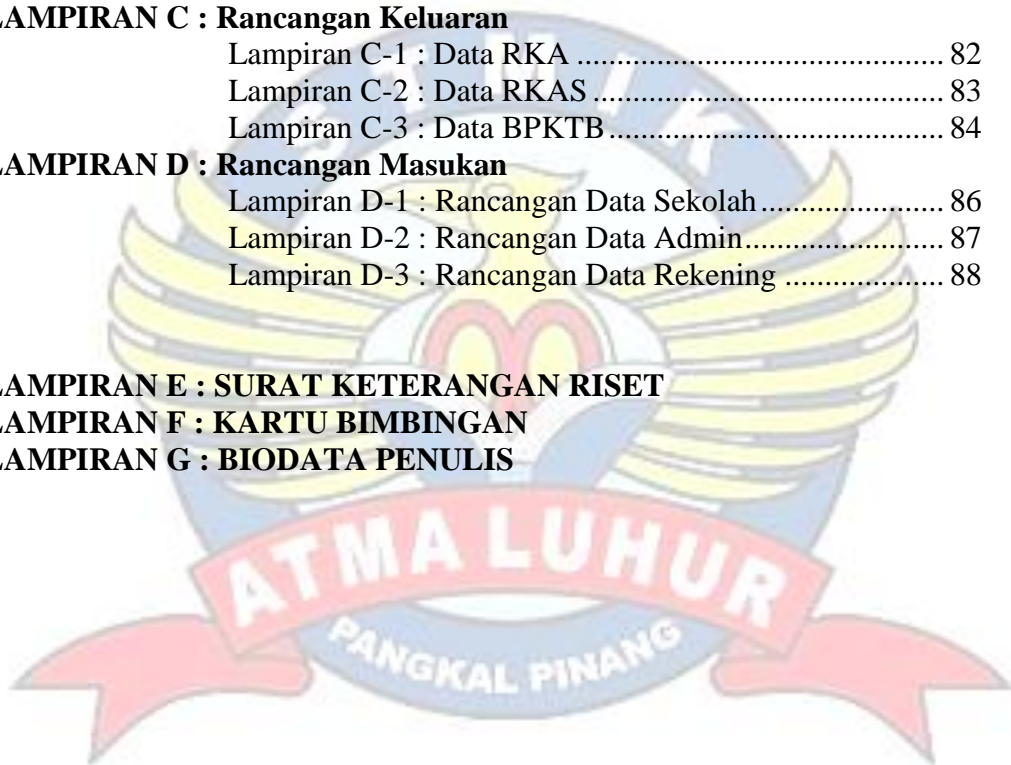 LAMPIRAN C : Rancangan Keluaran
Lampiran C-1 : Data RKA ........................................... 82
Lampiran C-2 : Data RKAS ......................................... 83
Lampiran C-3 : Data BPKTB ....................................... 84
LAMPIRAN D : Rancangan Masukan
Lampiran D-1 : Rancangan Data Sekolah ..................... 86
Lampiran D-2 : Rancangan Data Admin....................... 87
Lampiran D-3 : Rancangan Data Rekening ................... 88
LAMPIRAN E : SURAT KETERANGAN RISET
LAMPIRAN F : KARTU BIMBINGAN
LAMPIRAN G : BIODATA PENULIS
STMIK
ATMA LUHUR
PANGKAL PINANG